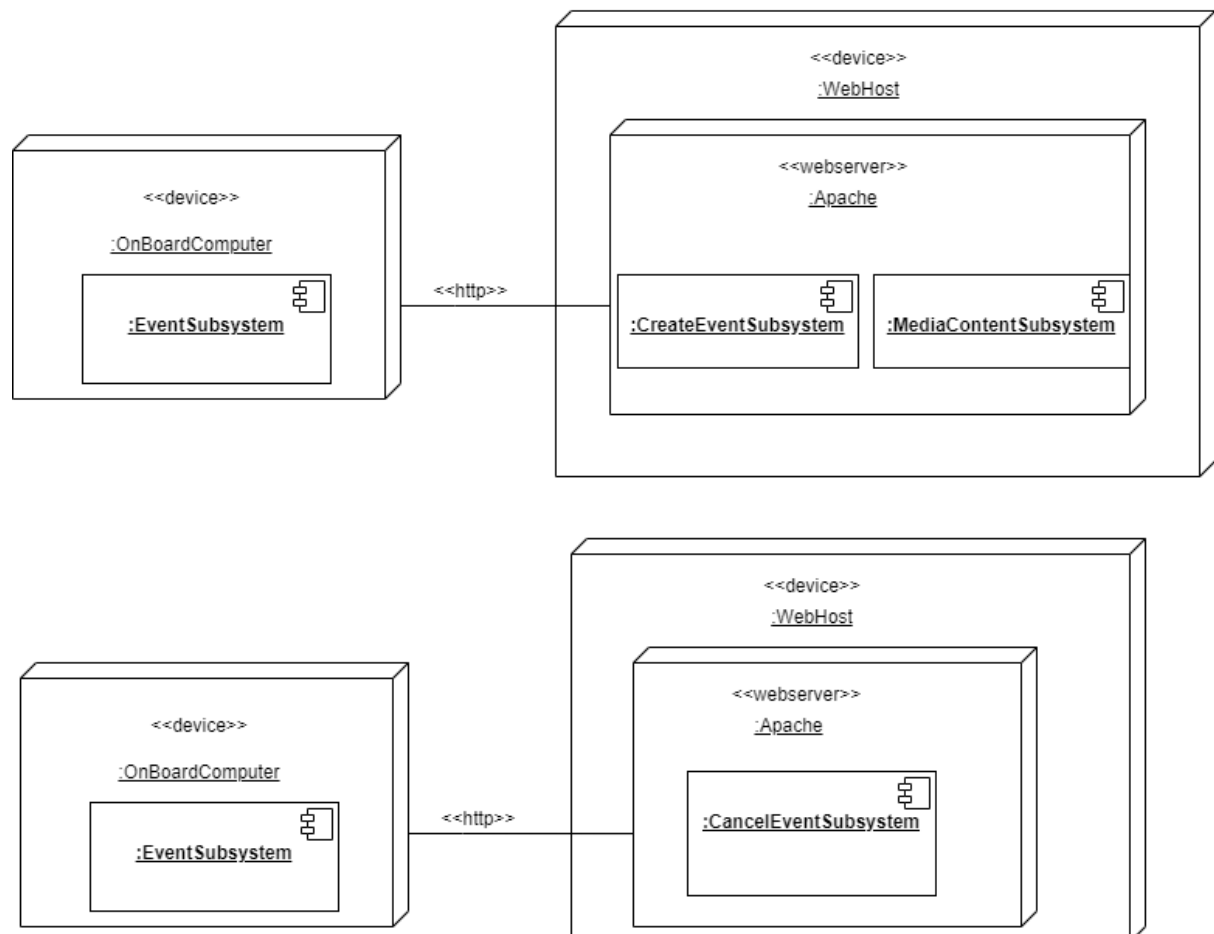 <<device>>
:WebHost
<<webserver>>
:Apache
<<device>>
:OnBoardComputer
<<http>>
:EventSubsystem
:CreateEventSubsystem
:MediaContentSubsystem
<<device>>
:WebHost
<<webserver>>
:Apache
<<device>>
:OnBoardComputer
<<http>>
:EventSubsystem
:CancelEventSubsystem